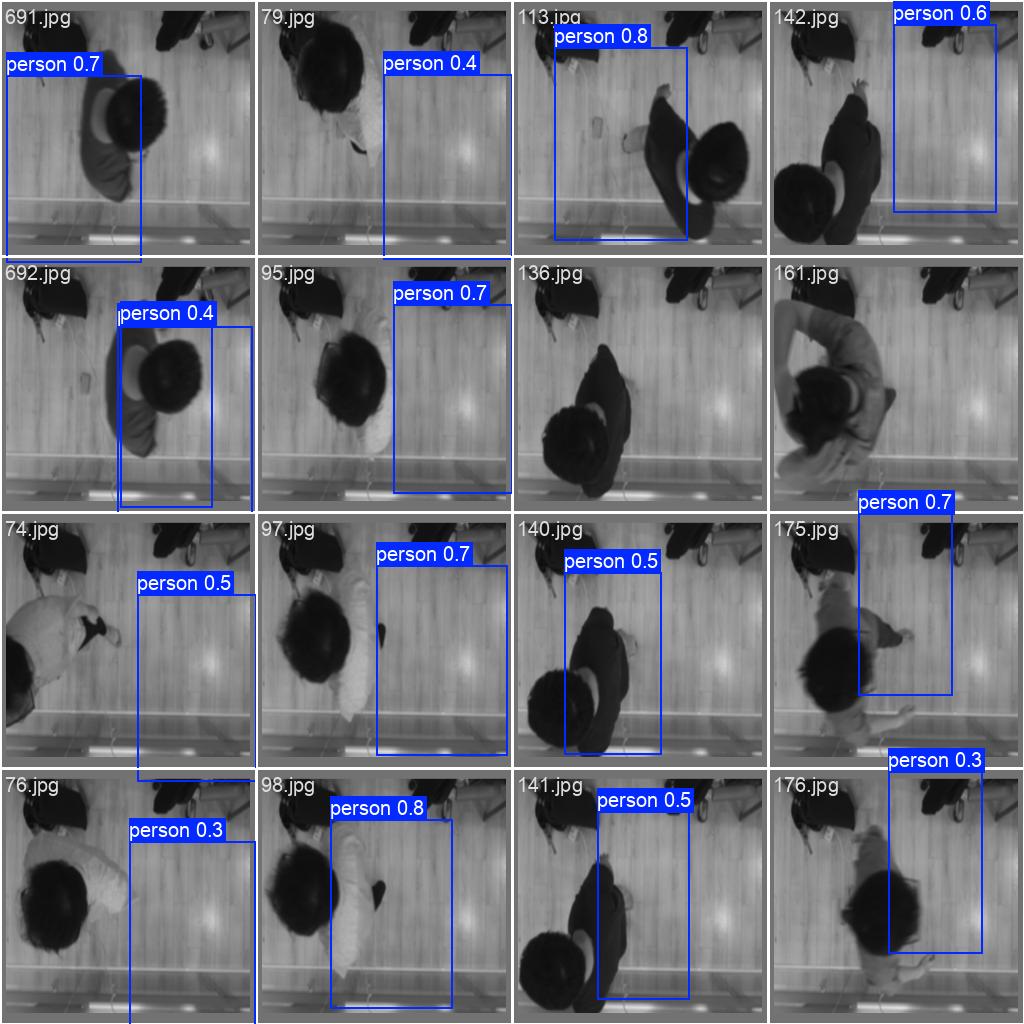 691.jpg
person 0.7
79.jpg
person 0.4
113.jpg
person 0.8
142.jpg
person 0.6
692.jpg
person 0.4
95.jpg
person 0.7
136.jpg
161.jpg
74.jpg
person 0.5
97.jpg
person 0.7
140.jpg
person 0.5
175.jpg
person 0.7
76.jpg
person 0.3
98.jpg
person 0.8
141.jpg
person 0.5
176.jpg
person 0.3